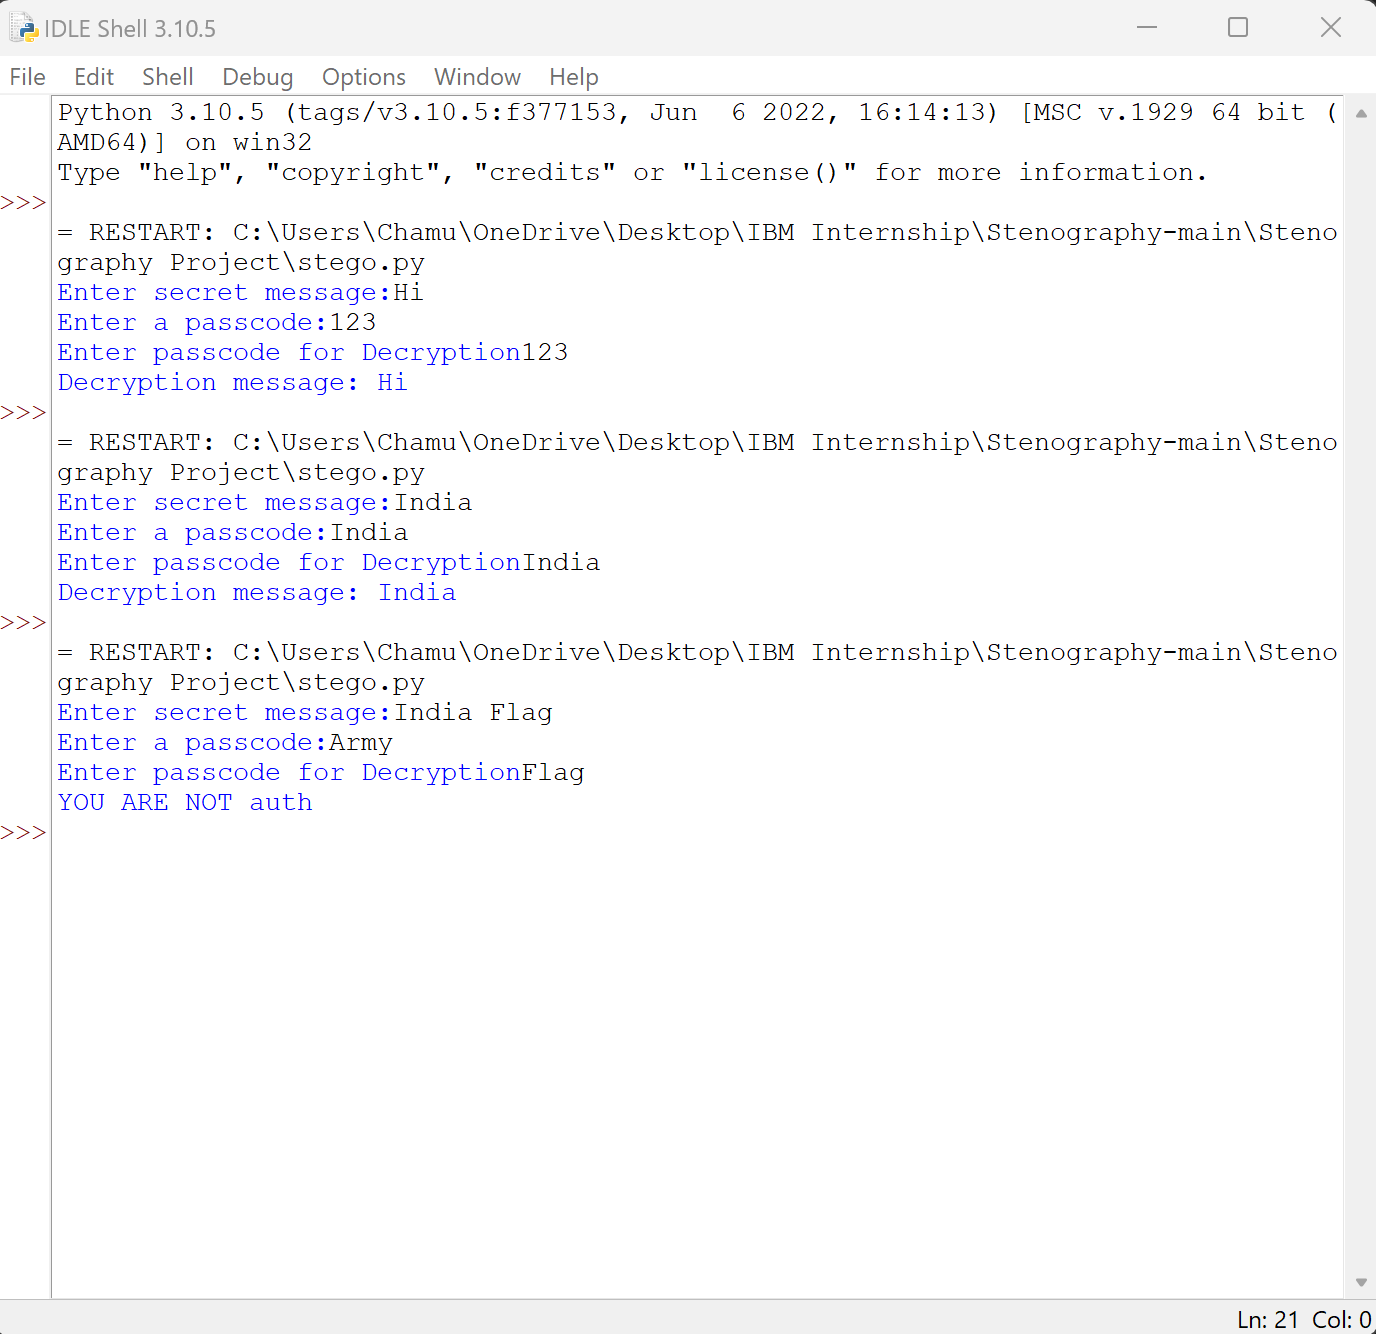 IDLE Shell 3.10.5
File Edit Shell Debug Options Window Help
Python 3.10.5 (tags/v3.10.5:f377153, Jun  6 2022, 16:14:13) [MSC v.1929 64 bit (
AMD64)] on win32
Type "help", "copyright", "credits" or "license()" for more information.
>>>
= RESTART: C:\Users\Chamu\OneDrive\Desktop\IBM Internship\Stenography-main\Steno
graphy Project\stego.py
Enter secret message:Hi
Enter a passcode:123
Enter passcode for Decryption123
Decryption message: Hi
>>>
= RESTART: C:\Users\Chamu\OneDrive\Desktop\IBM Internship\Stenography-main\Steno
graphy Project\stego.py
Enter secret message:India
Enter a passcode:India
Enter passcode for DecryptionIndia
Decryption message: India
>>>
= RESTART: C:\Users\Chamu\OneDrive\Desktop\IBM Internship\Stenography-main\Steno
graphy Project\stego.py
Enter secret message:India Flag
Enter a passcode:Army
Enter passcode for DecryptionFlag
YOU ARE NOT auth
>>>
Ln: 21 Col: 0